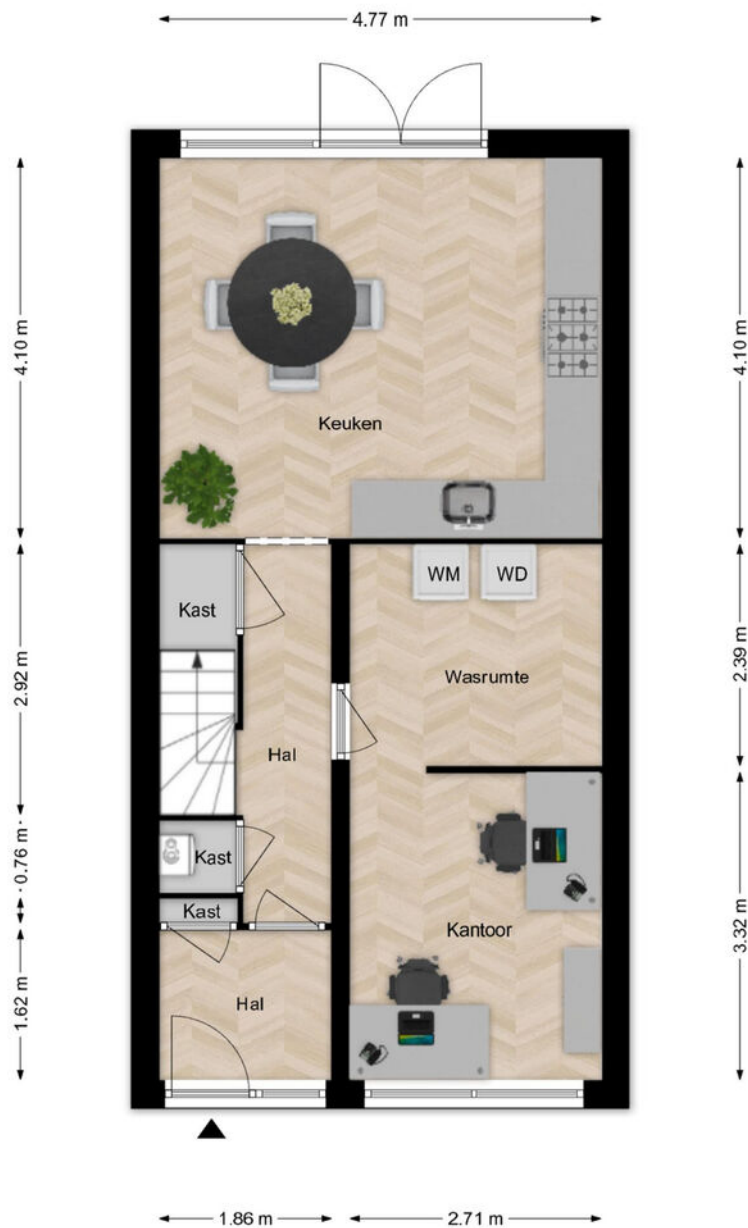 4.77 m
4.10 m
4.10 m
Keuken
Kast
WM
WD
2.92 m
2.39 m
Wasrumte
Hal
0.76 m
Kast
Kast
Kantoor
3.32 m
1.62 m
Hal
1.86 m
2.71 m